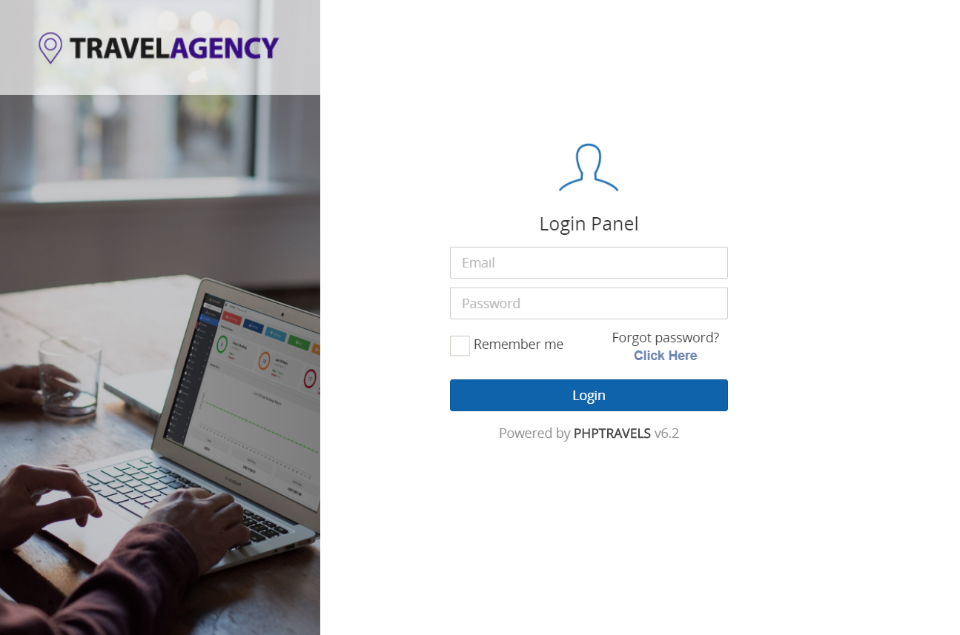 TRAVELAGENCY
Login Panel
Email
Password
Remember me
Forgot password?
Click Here
Login
Powered by PHPTRAVELS v6.2